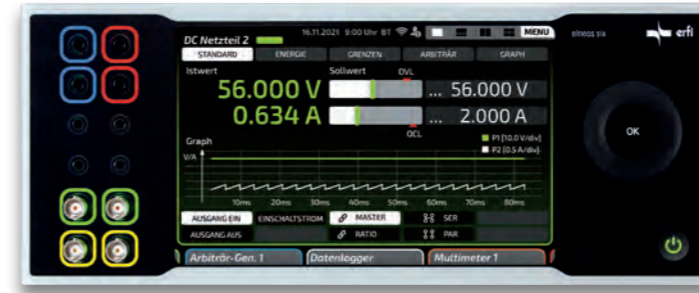 DC Netzteil 2 16.11.2021 9:00 Uhr BT MENU
elneos six erfi
STANDARD ENERGIE GRENZEN ARBITRÄR GRAPH
Istwert Sollwert OVL
56.000 V ... 56.000 V
0.634 A ... 2.000 A
OCL
OK
Graph P1 [10.0 V/div]
V/A P2 [0.5 A/div]
10ms 20ms 30ms 40ms 50ms 60ms 70ms 80ms
AUSGANG EIN EINSCHALTSTROM MASTER SER
AUSGANG AUS RATIO PAR
Arbiträr-Gen. 1 Datenlogger Multimeter 1